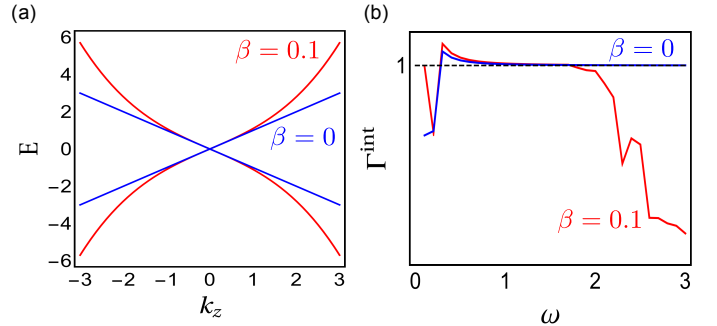 (a)
(b)
6
4
2
0
−2
−4
−6
E
β = 0.1
β = 0
−3 −2 −1 0 1 2 3
k_z
1
Γ^int
β = 0
β = 0.1
0 1 2 3
ω